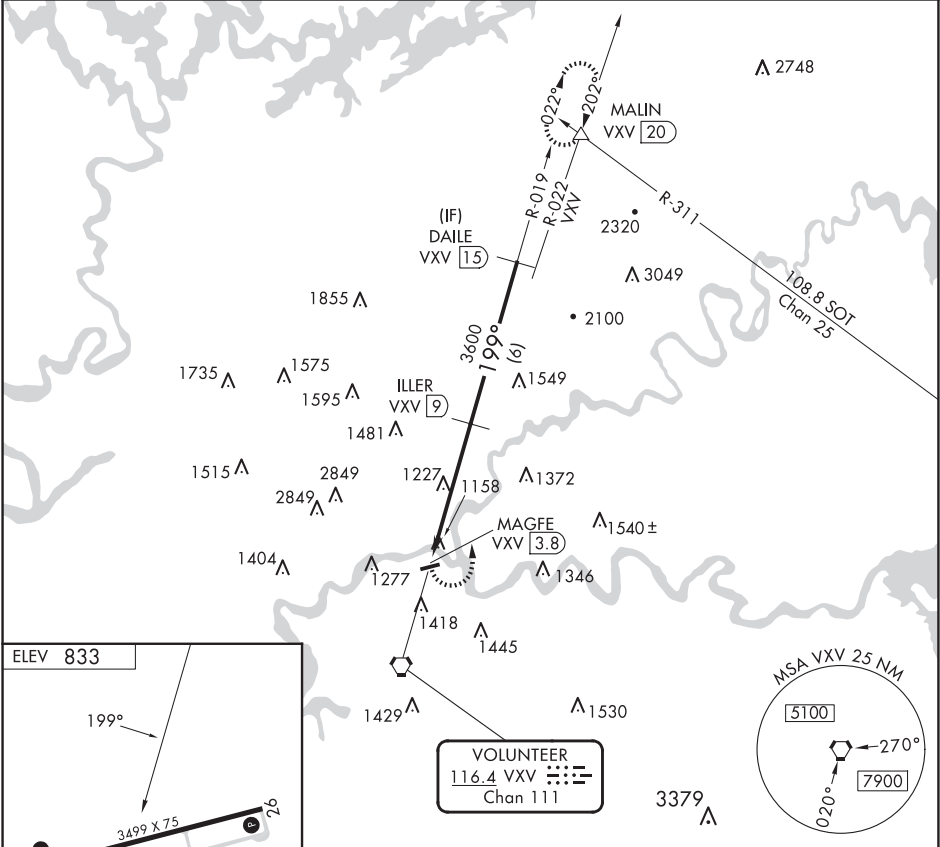 2748
022°
202°
MALIN
VXV 20
R-019
R-022
VXV
R-311
2320
(IF)
DAILE
VXV 15
3049
108.8 SOT
Chan 25
1855
2100
3600
199°
(6)
1735
1575
1595
1549
ILLER
VXV 9
1481
1515
2849
2849
1227
1158
1372
MAGFE
VXV 3.8
1540 ±
1404
1277
1346
1418
1445
ELEV 833
199°
3499 X 75
26
P
1429
1530
VOLUNTEER
116.4 VXV
Chan 111
3379
MSA VXV 25 NM
5100
270°
7900
020°